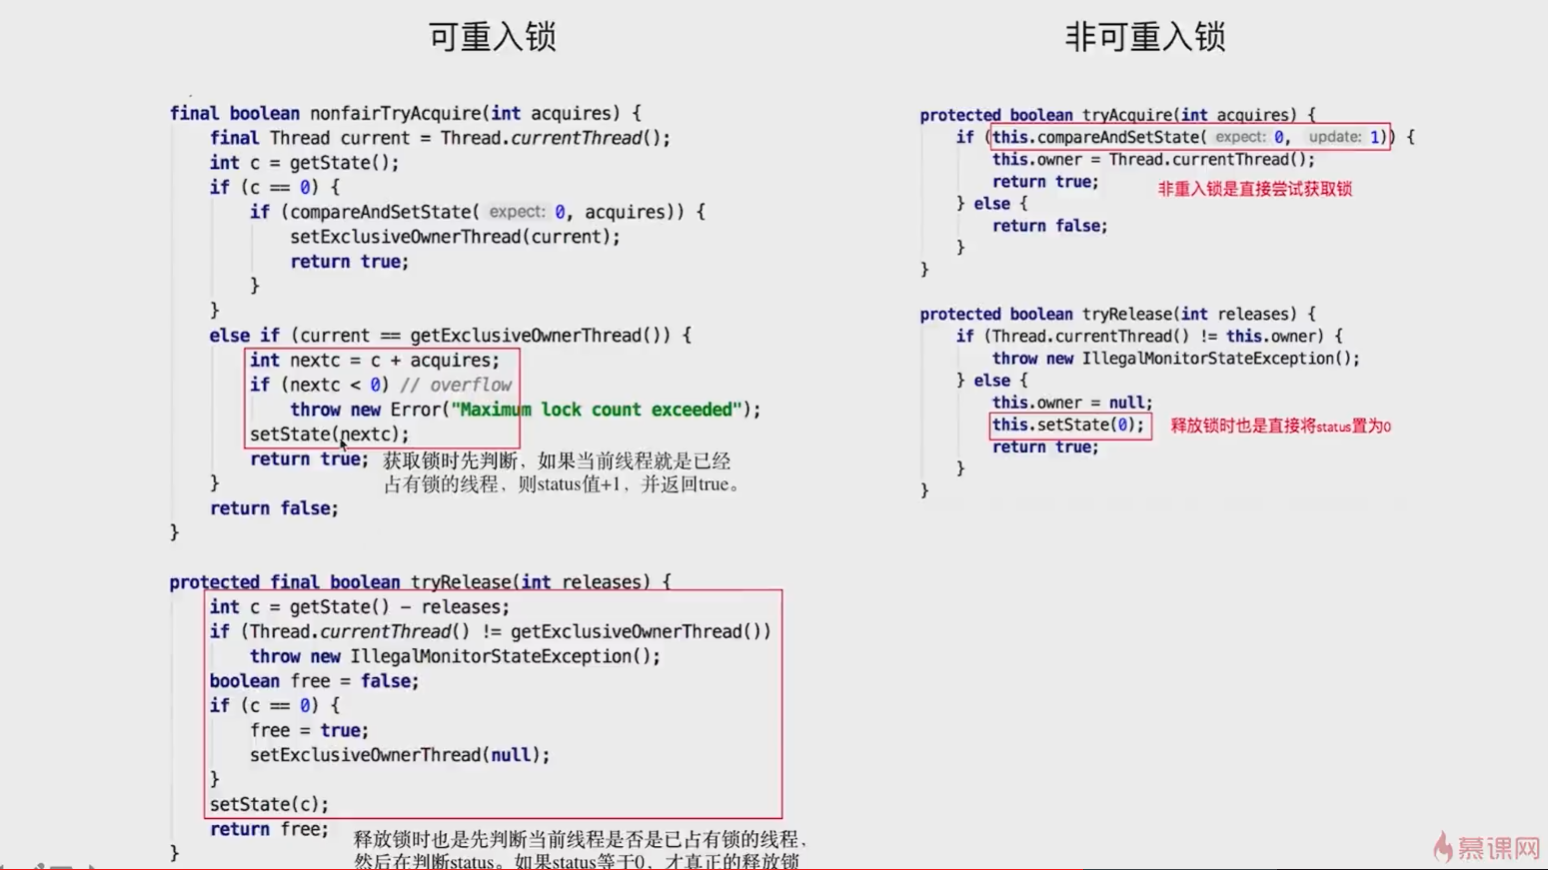 可重入锁
final boolean nonfairTryAcquire(int acquires) {
final Thread current = Thread.currentThread();
int c = getState();
if (c == 0) {
if (compareAndSetState( expect: 0, acquires)) {
setExclusiveOwnerThread(current);
return true;
}
}
else if (current == getExclusiveOwnerThread()) {
int nextc = c + acquires;
if (nextc < 0) // overflow
throw new Error("Maximum lock count exceeded");
setState(nextc);
return true;
获取锁时先判断，如果当前线程就是已经
占有锁的线程，则status值+1，并返回true。
}
return false;
}
protected final boolean tryRelease(int releases) {
int c = getState() - releases;
if (Thread.currentThread() != getExclusiveOwnerThread())
throw new IllegalMonitorStateException();
boolean free = false;
if (c == 0) {
free = true;
setExclusiveOwnerThread(null);
}
setState(c);
return free;
}
释放锁时也是先判断当前线程是否是已占有锁的线程，
然后在判断status。如果status等于0，才真正的释放锁
非可重入锁
protected boolean tryAcquire(int acquires) {
if (this.compareAndSetState( expect: 0, update: 1)) {
this.owner = Thread.currentThread();
return true;
非重入锁是直接尝试获取锁
} else {
return false;
}
}
protected boolean tryRelease(int releases) {
if (Thread.currentThread() != this.owner) {
throw new IllegalMonitorStateException();
} else {
this.owner = null;
this.setState(0);
释放锁时也是直接将status置为0
return true;
}
}
慕课网